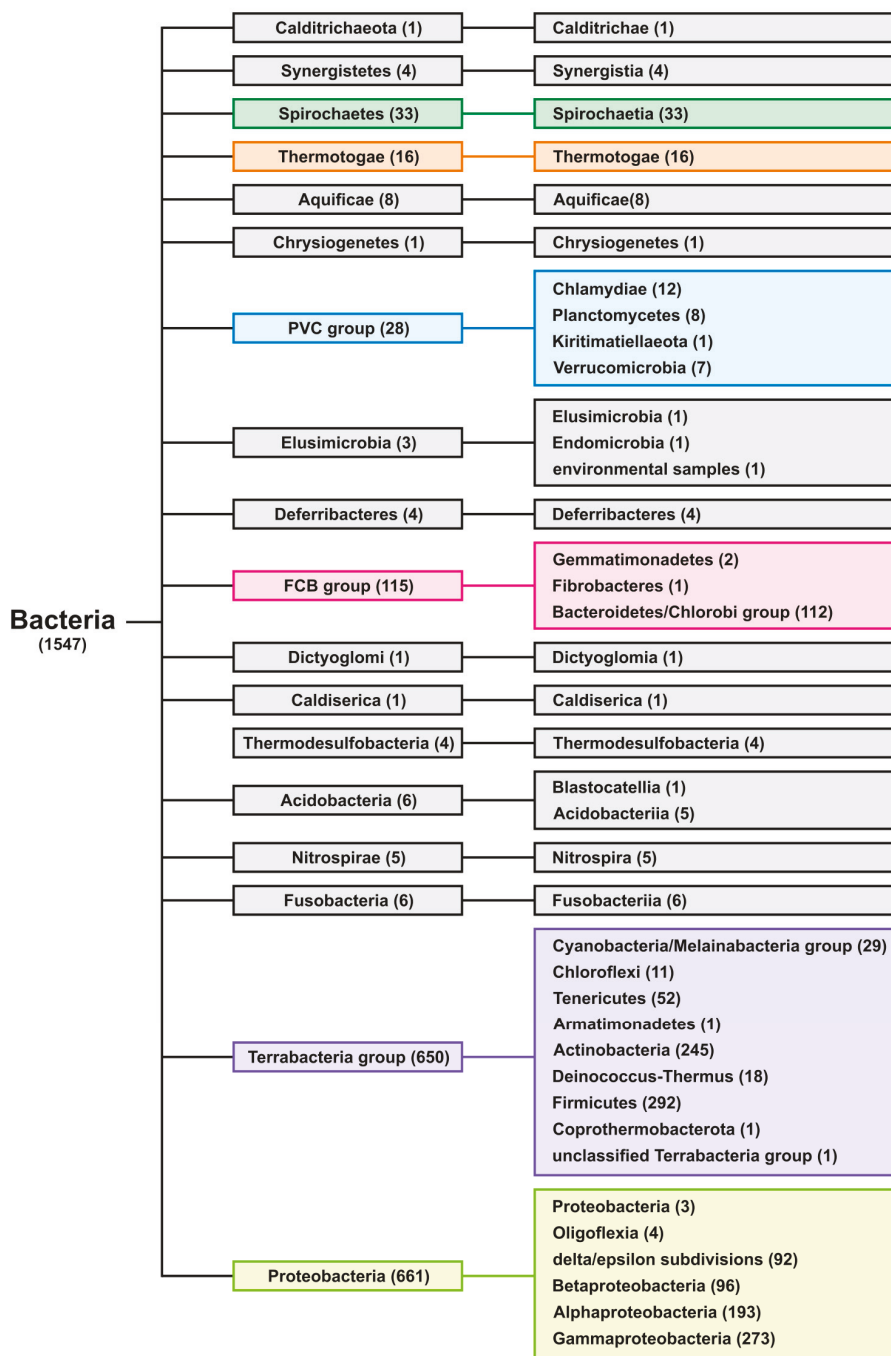 Calditrichaeota (1)
Calditrichae (1)
Synergistetes (4)
Synergistia (4)
Spirochaetes (33)
Spirochaetia (33)
Thermotogae (16)
Thermotogae (16)
Aquificae (8)
Aquificae(8)
Chrysiogenetes (1)
Chrysiogenetes (1)
PVC group (28)
Chlamydiae (12)
Planctomycetes (8)
Kiritimatiellaeota (1)
Verrucomicrobia (7)
Elusimicrobia (3)
Elusimicrobia (1)
Endomicrobia (1)
environmental samples (1)
Deferribacteres (4)
Deferribacteres (4)
FCB group (115)
Gemmatimonadetes (2)
Fibrobacteres (1)
Bacteroidetes/Chlorobi group (112)
Bacteria
(1547)
Dictyoglomi (1)
Dictyoglomia (1)
Caldiserica (1)
Caldiserica (1)
Thermodesulfobacteria (4)
Thermodesulfobacteria (4)
Acidobacteria (6)
Blastocatellia (1)
Acidobacteriia (5)
Nitrospirae (5)
Nitrospira (5)
Fusobacteria (6)
Fusobacteriia (6)
Terrabacteria group (650)
Cyanobacteria/Melainabacteria group (29)
Chloroflexi (11)
Tenericutes (52)
Armatimonadetes (1)
Actinobacteria (245)
Deinococcus-Thermus (18)
Firmicutes (292)
Coprothermobacterota (1)
unclassified Terrabacteria group (1)
Proteobacteria (661)
Proteobacteria (3)
Oligoflexia (4)
delta/epsilon subdivisions (92)
Betaproteobacteria (96)
Alphaproteobacteria (193)
Gammaproteobacteria (273)